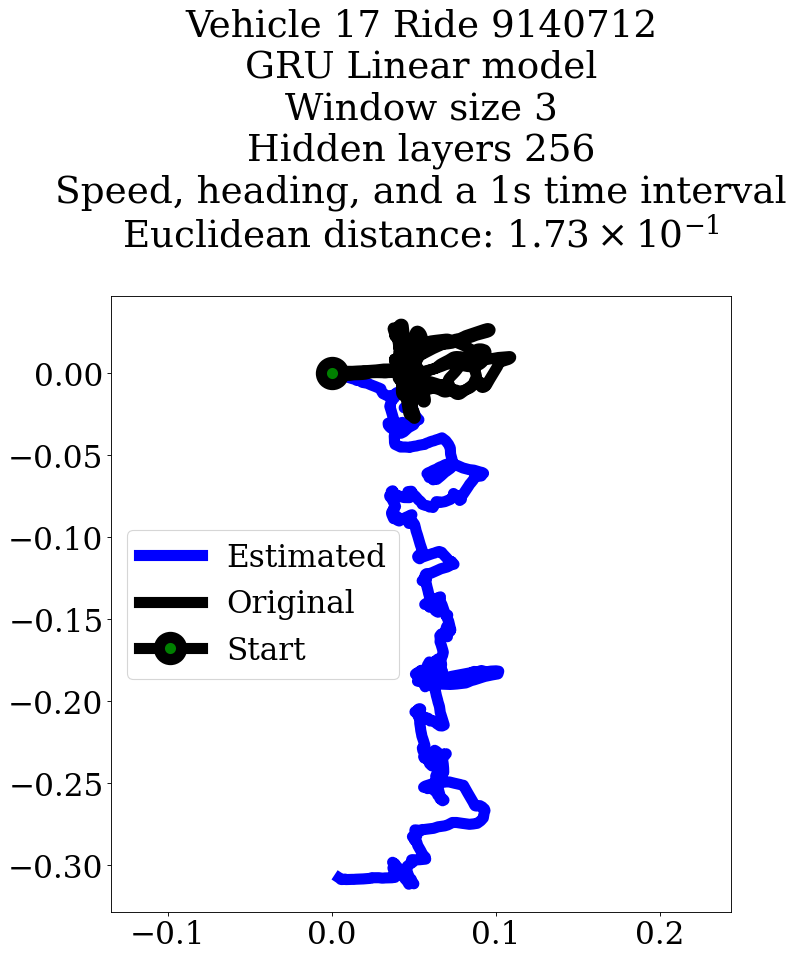 Vehicle 17 Ride 9140712
GRU Linear model
Window size 3
Hidden layers 256
Speed, heading, and a 1s time interval
Euclidean distance: 1.73 × 10⁻¹
0.00
−0.05
−0.10
−0.15
−0.20
−0.25
−0.30
Estimated
Original
Start
−0.1
0.0
0.1
0.2